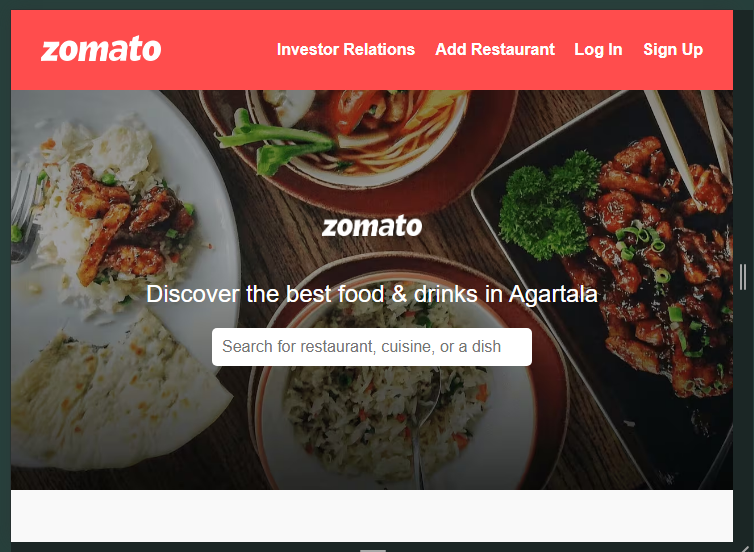 zomato
Investor Relations Add Restaurant Log In Sign Up
zomato
Discover the best food & drinks in Agartala
Search for restaurant, cuisine, or a dish